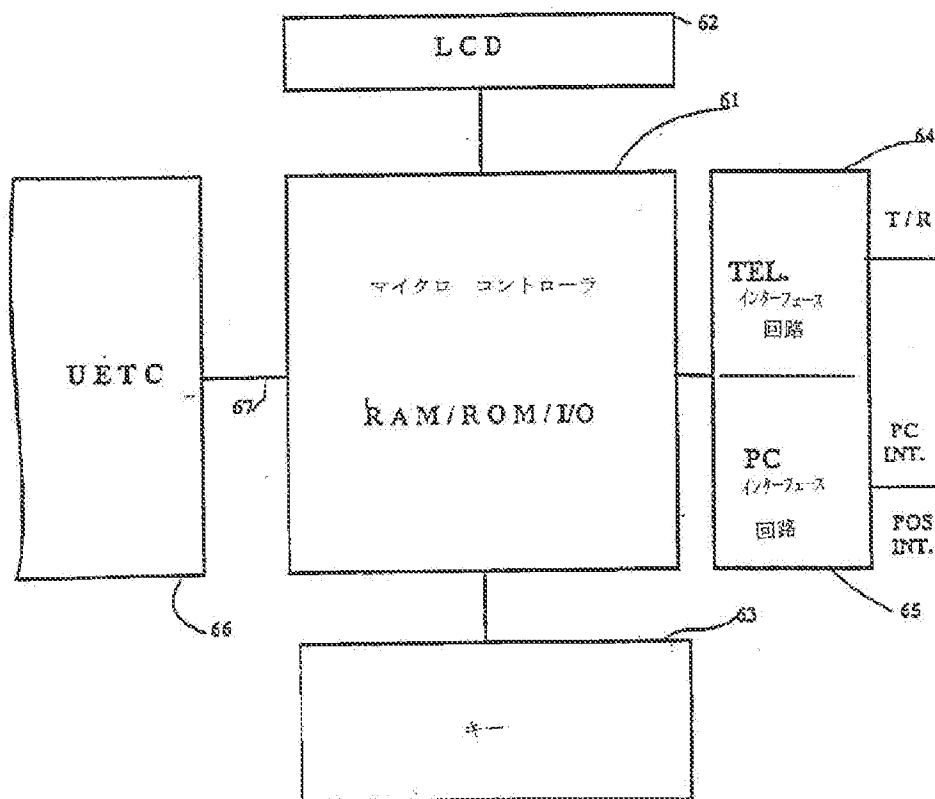 LCD
62
61
64
T/R
マイクロ コントローラ
TEL.
インターフェース
回路
UETC
67
RAM/ROM/I/O
PC
INT.
PC
インターフェース
回路
POS
INT.
66
63
65
キー